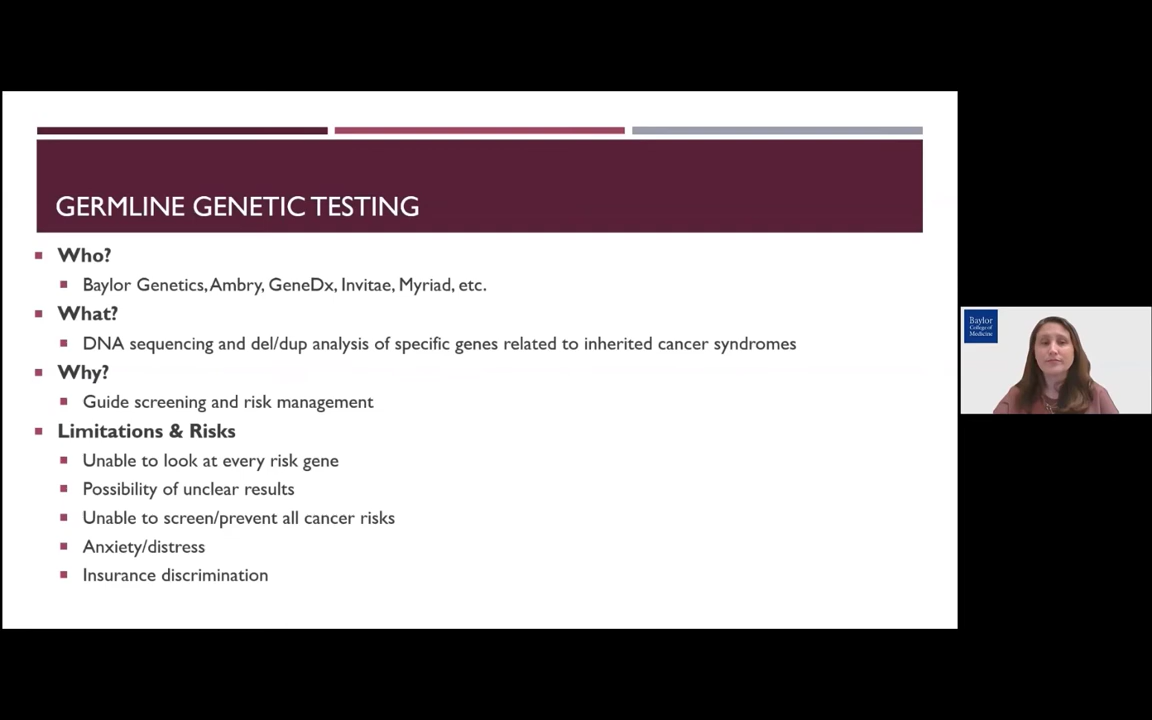 GERMLINE GENETIC TESTING
Who?
Baylor Genetics, Ambry, GeneDx, Invitae, Myriad, etc.
What?
DNA sequencing and del/dup analysis of specific genes related to inherited cancer syndromes
Why?
Guide screening and risk management
Limitations & Risks
Unable to look at every risk gene
Possibility of unclear results
Unable to screen/prevent all cancer risks
Anxiety/distress
Insurance discrimination
Baylor
College of
Medicine